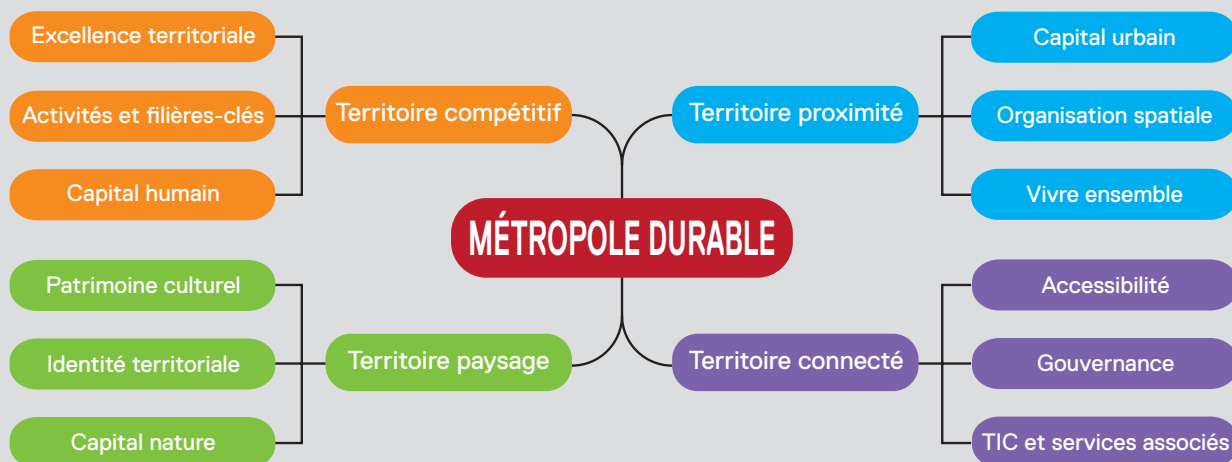 Excellence territoriale
Activités et filières-clés
Capital humain
Territoire compétitif
Territoire proximité
Capital urbain
Organisation spatiale
Vivre ensemble
MÉTROPOLE DURABLE
Patrimoine culturel
Identité territoriale
Capital nature
Territoire paysage
Territoire connecté
Accessibilité
Gouvernance
TIC et services associés